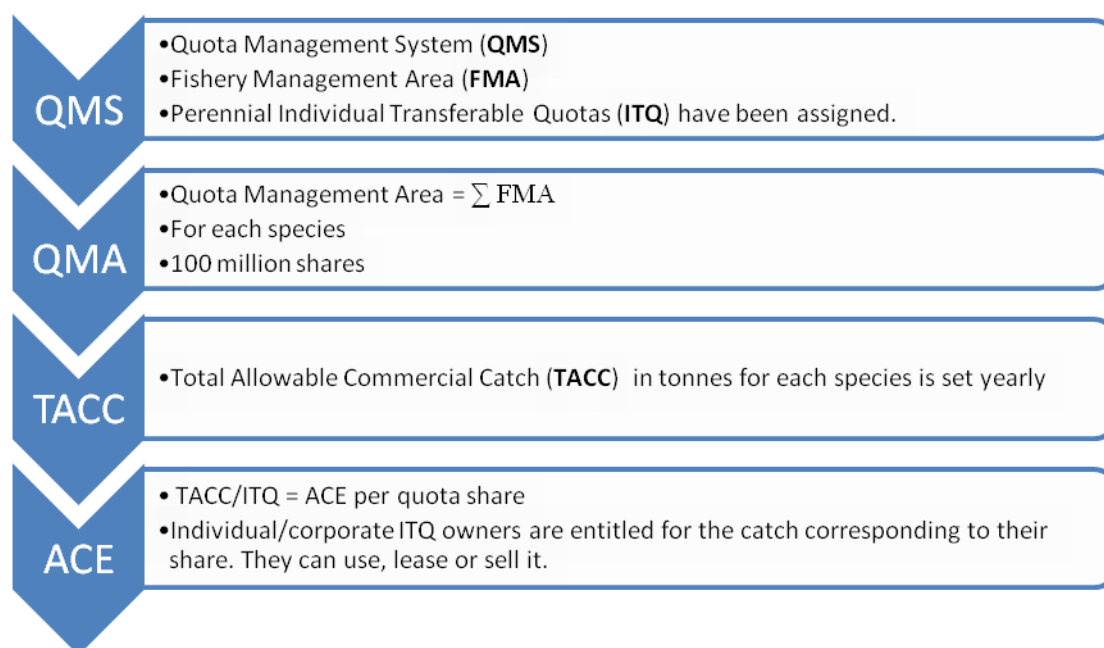 QMS
•Quota Management System (QMS)
•Fishery Management Area (FMA)
•Perennial Individual Transferable Quotas (ITQ) have been assigned.
QMA
•Quota Management Area = ∑ FMA
•For each species
•100 million shares
TACC
•Total Allowable Commercial Catch (TACC) in tonnes for each species is set yearly
ACE
• TACC/ITQ = ACE per quota share
•Individual/corporate ITQ owners are entitled for the catch corresponding to their
share. They can use, lease or sell it.